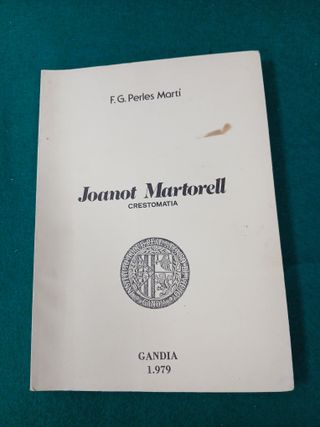 F. G. Perles Martí
Joanot Martorell
CRESTOMATIA
GANDIA
1.979